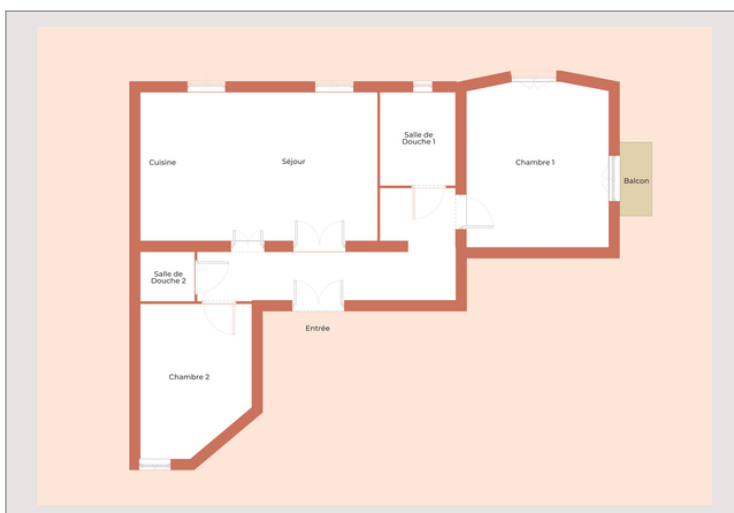 Salle de
Douche 1
Cuisine
Séjour
Chambre 1
Balcon
Salle de
Douche 2
Entrée
Chambre 2